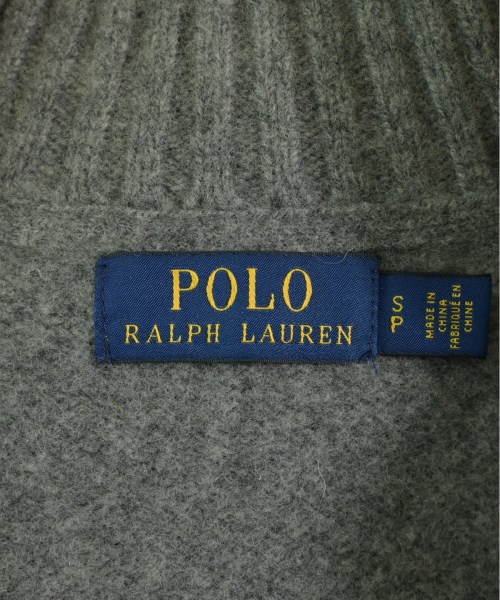 POLO
RALPH LAUREN
S
P
MADE IN
CHINA
FABRIQUÉ EN
CHINE